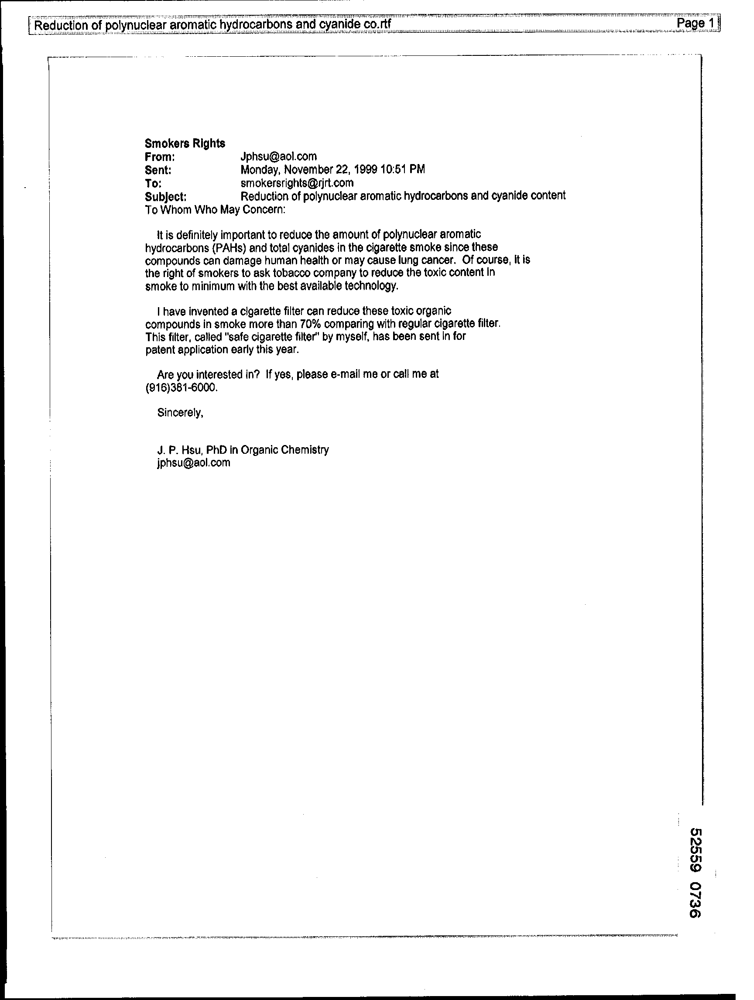 Reduction of polynuclear aromatic hydrocarbons and cyanide co.rtf Page 1
Smokers Rights
From: Jphsu@aol.com
Sent: Monday, November 22, 1999 10:51 PM
To: smokersrights@rjrt.com
Subject: Reduction of polynuclear aromatic hydrocarbons and cyanide content
To Whom Who May Concern:
It is definitely important to reduce the amount of polynuclear aromatic
hydrocarbons (PAHs) and total cyanides in the cigarette smoke since these
compounds can damage human health or may cause lung cancer. Of course, it is
the right of smokers to ask tobacco company to reduce the toxic content in
smoke to minimum with the best available technology.
I have invented a cigarette filter can reduce these toxic organic
compounds in smoke more than 70% comparing with regular cigarette filter.
This filter, called "safe cigarette filter" by myself, has been sent in for
patent application early this year.
Are you interested in? If yes, please e-mail me or call me at
(916)381-6000.
Sincerely,
J. P. Hsu, PhD in Organic Chemistry
jphsu@aol.com
52559 0736